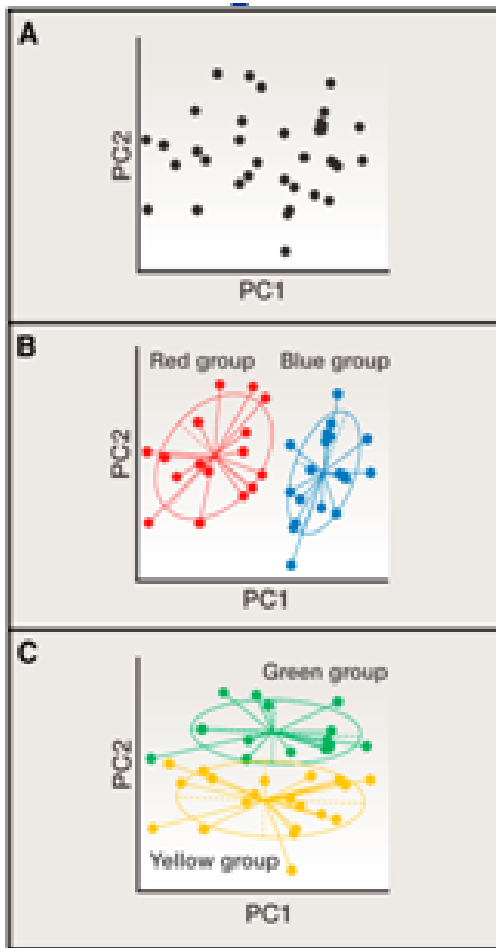 A
PC2
PC1
B
Red group Blue group
PC2
PC1
C
Green group
PC2
Yellow group
PC1